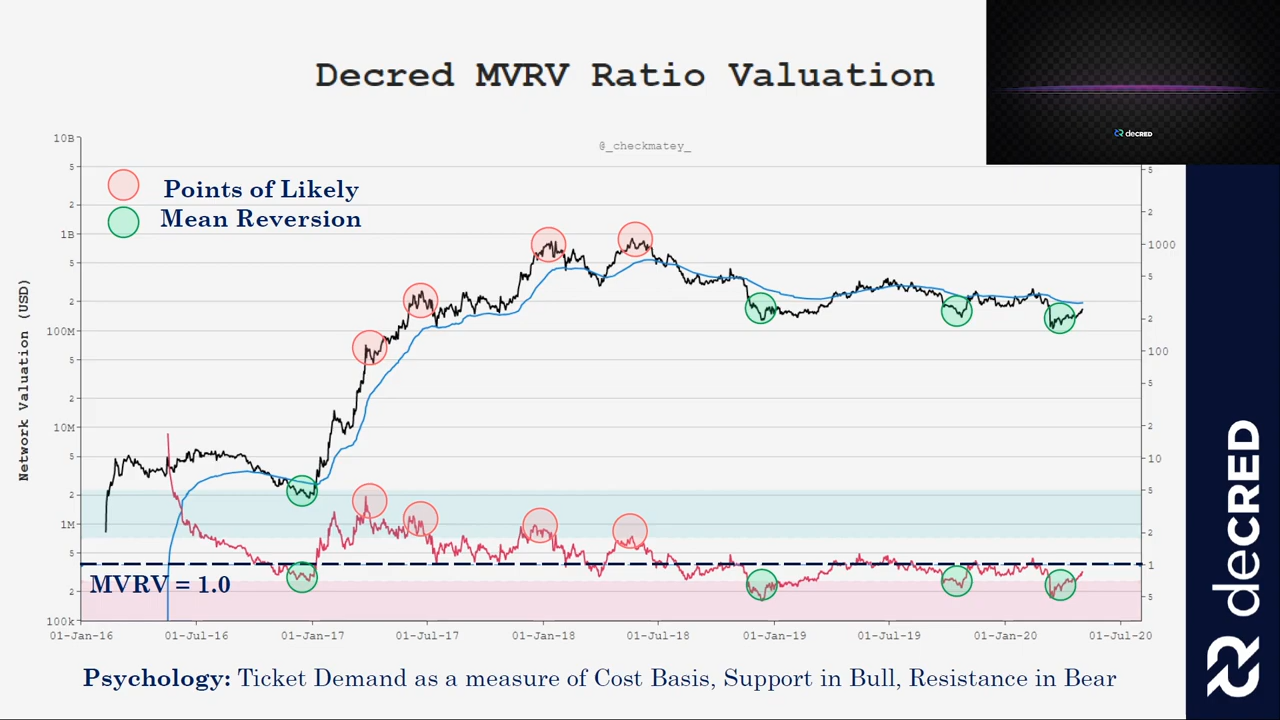 Decred MVRV Ratio Valuation
decRED
@_checkmatey_
Points of Likely
Mean Reversion
Network Valuation (USD)
10B
5
2
1B
5
2
100M
5
2
10M
5
2
1M
5
2
100k
5
2
1000
5
2
100
5
2
10
5
2
1
5
MVRV = 1.0
01-Jan-16
01-Jul-16
01-Jan-17
01-Jul-17
01-Jan-18
01-Jul-18
01-Jan-19
01-Jul-19
01-Jan-20
01-Jul-20
Psychology: Ticket Demand as a measure of Cost Basis, Support in Bull, Resistance in Bear
decRED